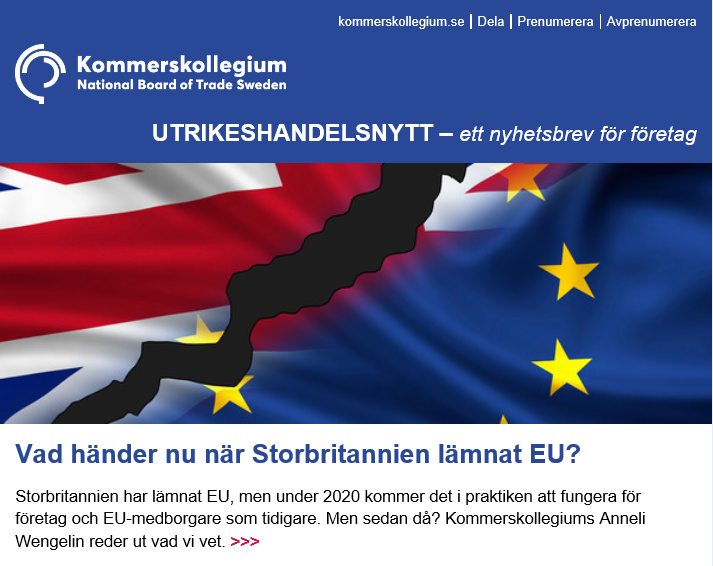 kommerskollegium.se | Dela | Prenumerera | Avprenumerera
Kommerskollegium
National Board of Trade Sweden
UTRIKESHANDELSNYTT – ett nyhetsbrev för företag
Vad händer nu när Storbritannien lämnat EU?
Storbritannien har lämnat EU, men under 2020 kommer det i praktiken att fungera för
företag och EU-medborgare som tidigare. Men sedan då? Kommerskollegiums Anneli
Wengelin reder ut vad vi vet. >>>